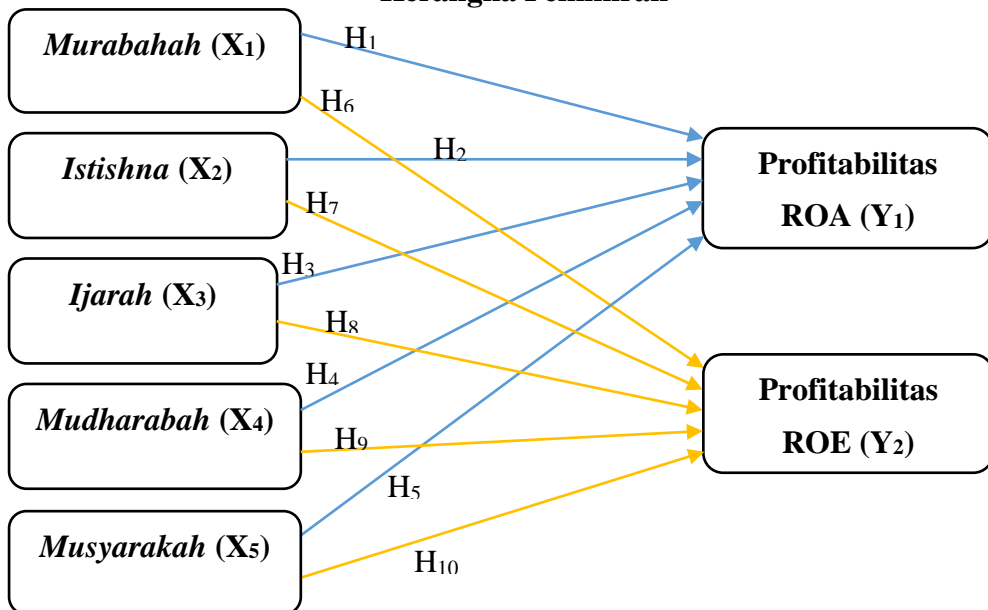 Murabahah (X1)
H1
H6
Istishna (X2)
H2
H7
Profitabilitas
ROA (Y1)
Ijarah (X3)
H3
H8
Mudharabah (X4)
H4
H9
Profitabilitas
ROE (Y2)
H5
Musyarakah (X5)
H10